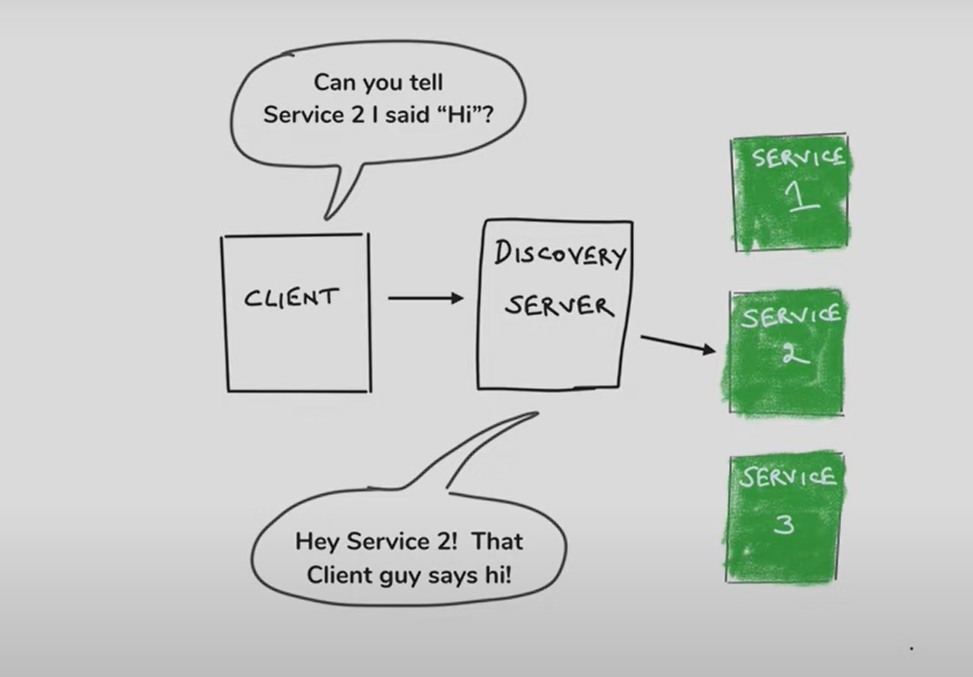 Can you tell
Service 2 I said “Hi”?
SERVICE
1
CLIENT
DISCOVERY
SERVER
SERVICE
2
SERVICE
3
Hey Service 2! That
Client guy says hi!